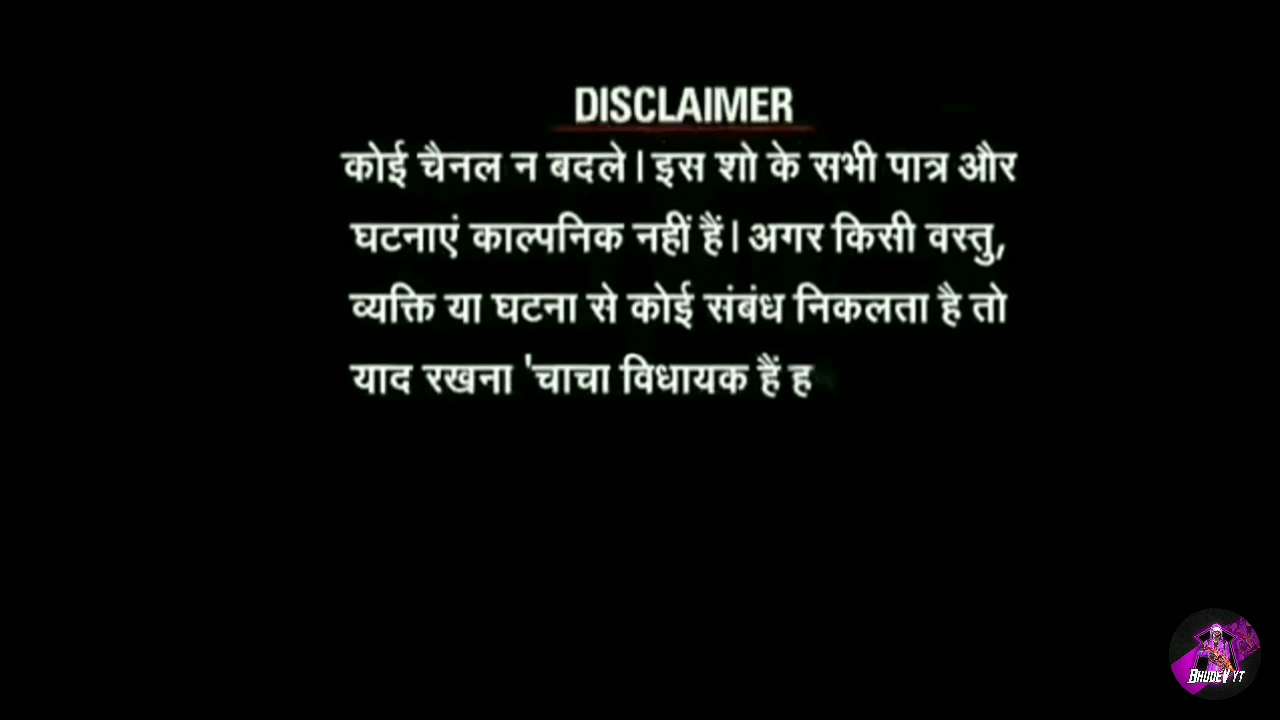 DISCLAIMER
कोई चैनल न बदले। इस शो के सभी पात्र और
घटनाएं काल्पनिक नहीं हैं। अगर किसी वस्तु,
व्यक्ति या घटना से कोई संबंध निकलता है तो
याद रखना 'चाचा विधायक हैं ह
BHUDEV YT